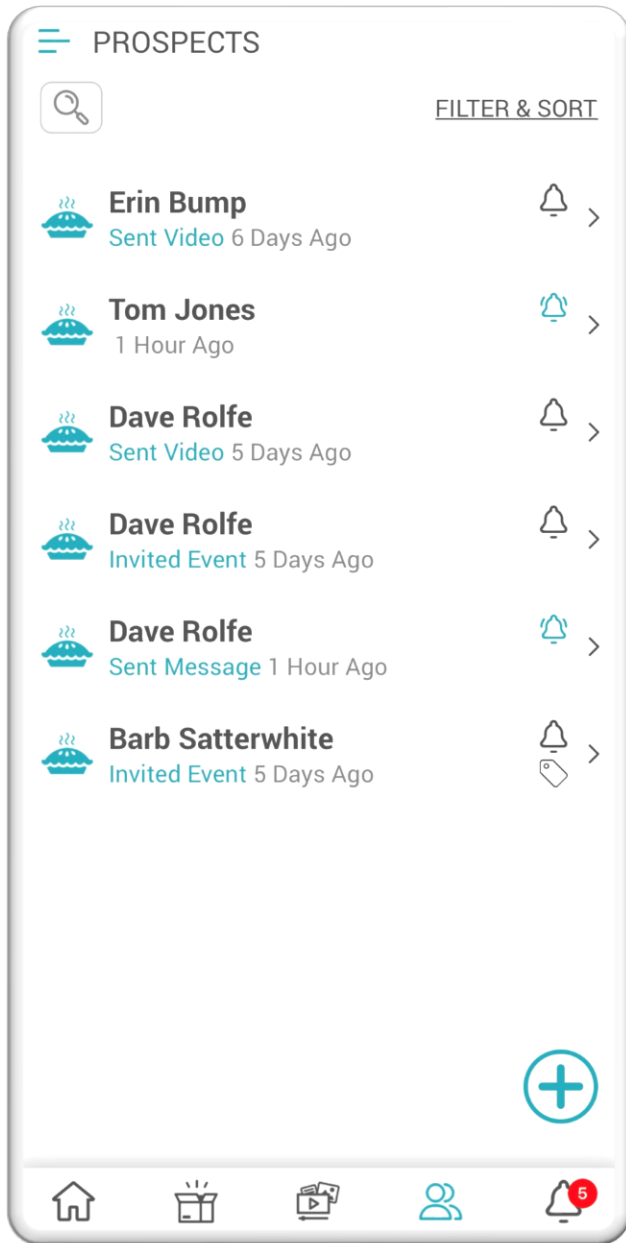 PROSPECTS
FILTER & SORT
Erin Bump
Sent Video 6 Days Ago
Tom Jones
1 Hour Ago
Dave Rolfe
Sent Video 5 Days Ago
Dave Rolfe
Invited Event 5 Days Ago
Dave Rolfe
Sent Message 1 Hour Ago
Barb Satterwhite
Invited Event 5 Days Ago
5